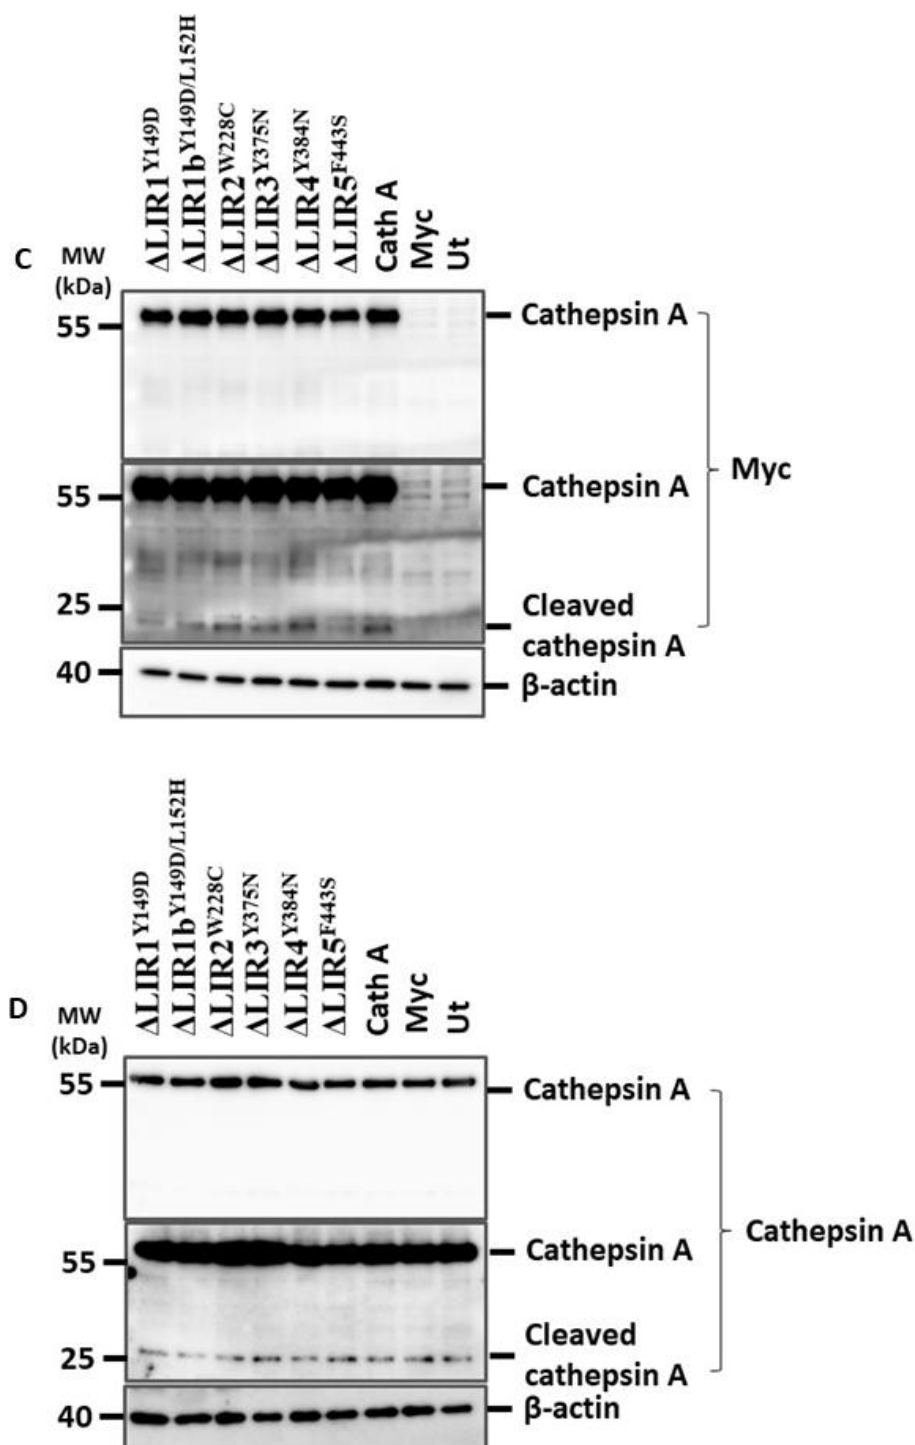 C
MW
(kDa)
ΔLIR1Y149D
ΔLIR1bY149D/L152H
ΔLIR2W228C
ΔLIR3Y375N
ΔLIR4Y384N
ΔLIR5F443S
Cath A
Myc
Ut
55
Cathepsin A
55
Cathepsin A
Myc
25
Cleaved
cathepsin A
40
β-actin
D
MW
(kDa)
ΔLIR1Y149D
ΔLIR1bY149D/L152H
ΔLIR2W228C
ΔLIR3Y375N
ΔLIR4Y384N
ΔLIR5F443S
Cath A
Myc
Ut
55
Cathepsin A
55
Cathepsin A
Cathepsin A
25
Cleaved
cathepsin A
40
β-actin